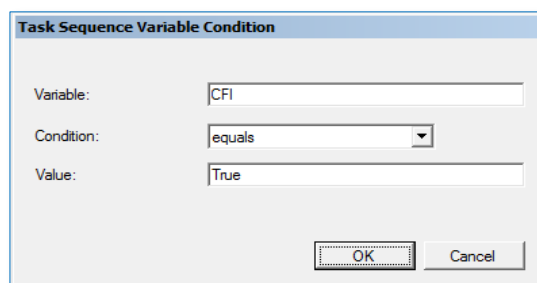 Task Sequence Variable Condition
Variable: CFI
Condition: equals
Value: True
OK Cancel